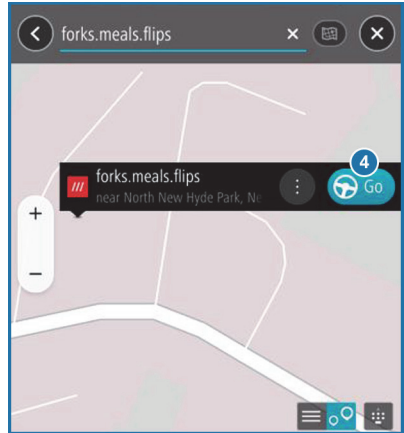 forks.meals.flips
4
forks.meals.flips
Go
near North New Hyde Park, Ne
+
−